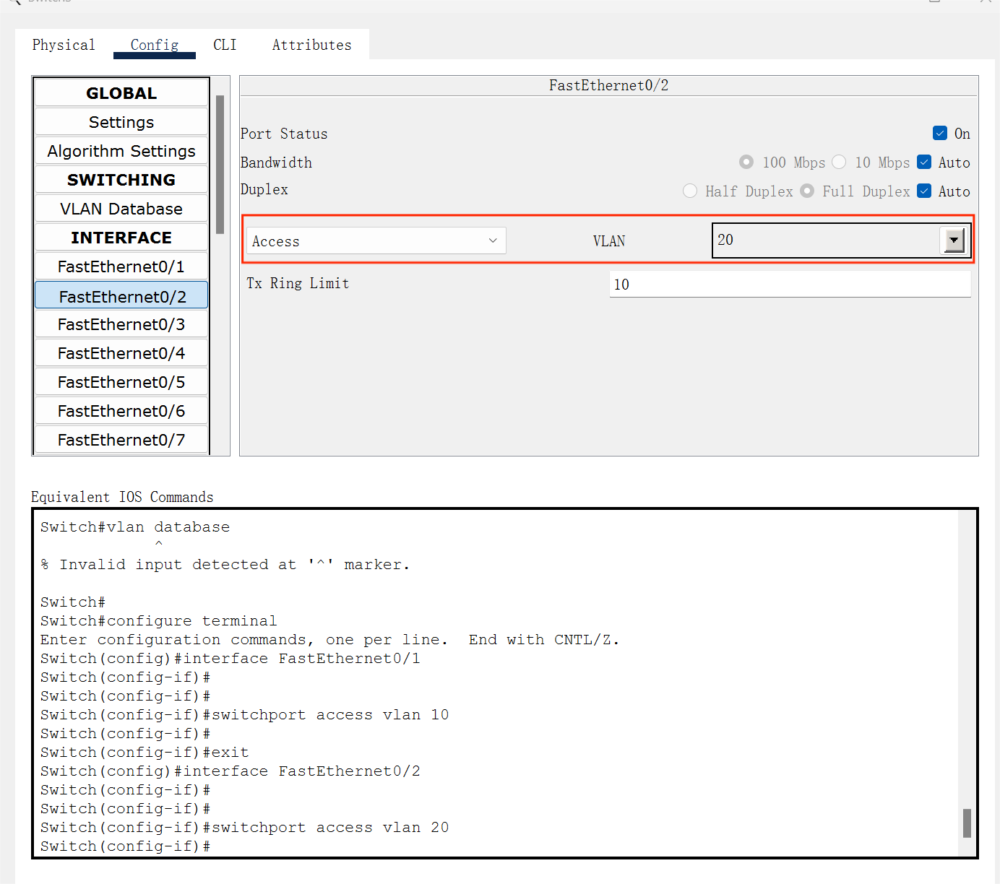 Physical Config CLI Attributes
GLOBAL
Settings
Algorithm Settings
SWITCHING
VLAN Database
INTERFACE
FastEthernet0/1
FastEthernet0/2
FastEthernet0/3
FastEthernet0/4
FastEthernet0/5
FastEthernet0/6
FastEthernet0/7
FastEthernet0/2
Port Status On
Bandwidth 100 Mbps 10 Mbps Auto
Duplex Half Duplex Full Duplex Auto
Access VLAN 20
Tx Ring Limit 10
Equivalent IOS Commands
Switch#vlan database
^
% Invalid input detected at '^' marker.
Switch#
Switch#configure terminal
Enter configuration commands, one per line. End with CNTL/Z.
Switch(config)#interface FastEthernet0/1
Switch(config-if)#
Switch(config-if)#
Switch(config-if)#switchport access vlan 10
Switch(config-if)#
Switch(config-if)#exit
Switch(config)#interface FastEthernet0/2
Switch(config-if)#
Switch(config-if)#
Switch(config-if)#switchport access vlan 20
Switch(config-if)#